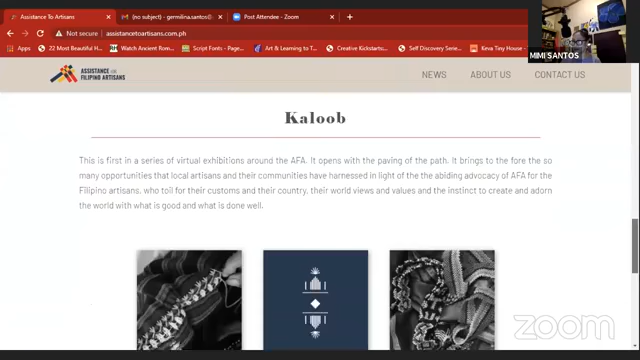 Assistance To Artisans
(no subject) - germilina.santos@
Post Attendee - Zoom
Not secure | assistancetoartisans.com.ph
Apps
22 Most Beautiful H...
Watch Ancient Rom...
Script Fonts - Page...
Art & Learning to T...
Creative Kickstarte...
Self Discovery Serie...
Keva Tiny House -
MIMI SANTOS
ASSISTANCE FOR
FILIPINO ARTISANS
NEWS
ABOUT US
CONTACT US
Kaloob
This is first in a series of virtual exhibitions around the AFA. It opens with the paving of the path. It brings to the fore the so
many opportunities that local artisans and their communities have harnessed in light of the the abiding advocacy of AFA for the
Filipino artisans, who toil for their customs and their country, their world views and values and the instinct to create and adorn
the world with what is good and what is done well.
zoom